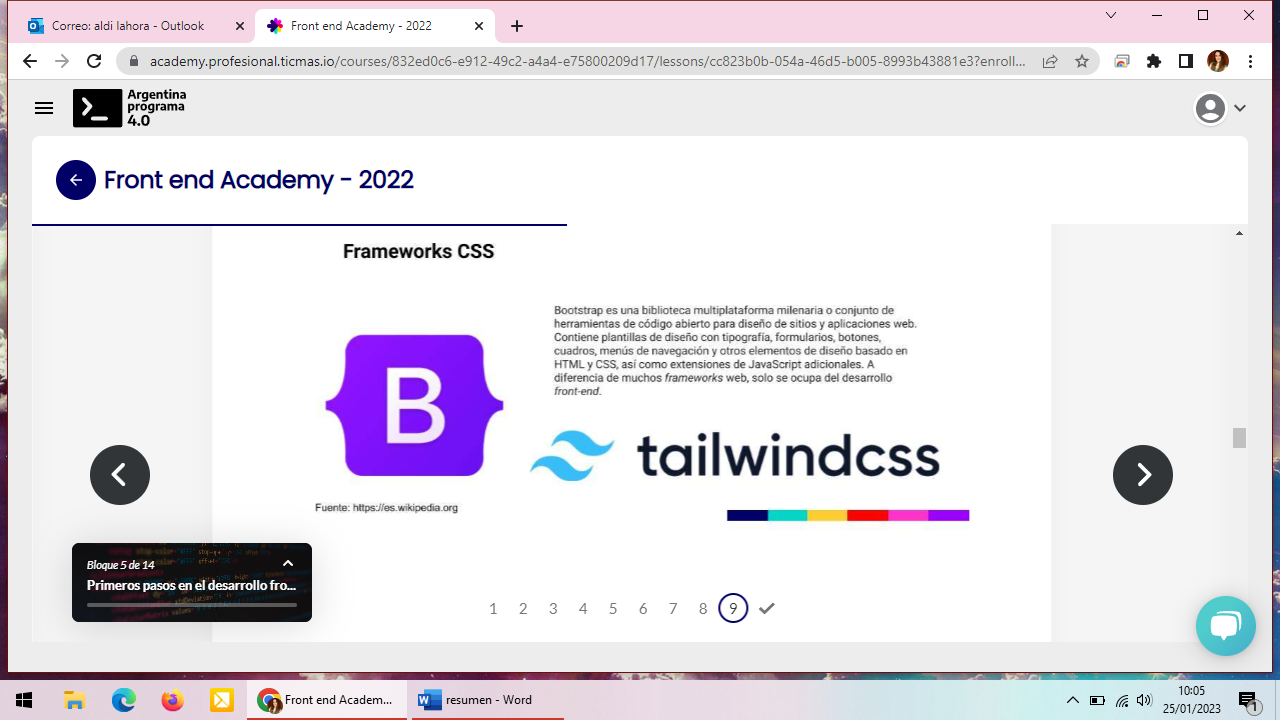 Correo: aldi lahora - Outlook
Front end Academy - 2022
academy.profesional.ticmas.io/courses/832ec0c6-e912-4992-a4a4-e75800209d17/lessons/cc823b0b-054a-46d5-b005-8993b43881e3?enroll...
Argentina
programa
4.0
Front end Academy - 2022
Frameworks CSS
Bootstrap es una biblioteca multiplataforma milenaria o conjunto de
herramientas de código abierto para diseño de sitios y aplicaciones web.
Contiene plantillas de diseño con tipografía, formularios, botones,
cuadros, menús de navegación y otros elementos de diseño basado en
HTML y CSS, así como extensiones de JavaScript adicionales. A
diferencia de muchos frameworks web, solo se ocupa del desarrollo
front-end.
B
tailwindcss
Fuente: https://es.wikipedia.org
Bloque 5 de 14
Primeros pasos en el desarrollo fro...
1 2 3 4 5 6 7 8 9
Front end Academ...
resumen - Word
10:05
25/01/2023
1